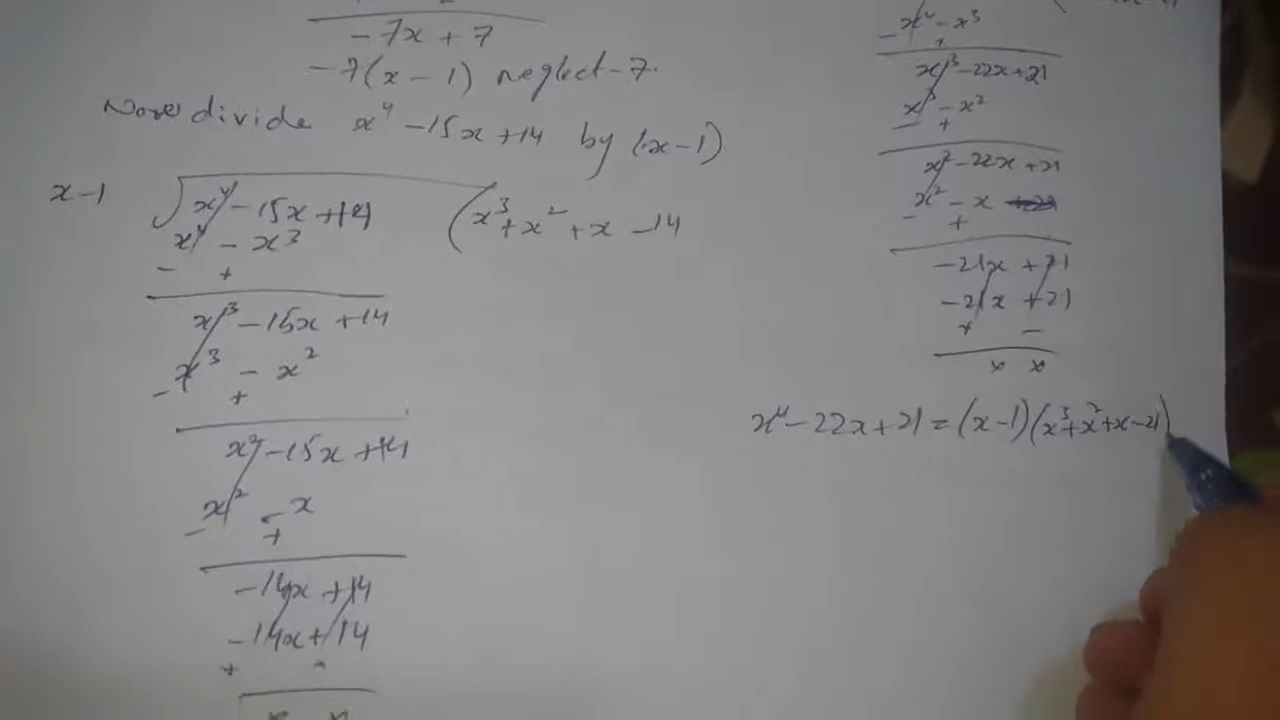 -7x + 7
-7(x - 1) neglect -7.
Now divide x⁴ - 15x + 14 by (x - 1)
x-1 x⁴ - 15x + 14 (x³ + x² + x - 14
x⁴ - x³
- +
x³ - 15x + 14
x³ - x²
- +
x² - 15x + 14
x² - x
- +
-14x + 14
-14x + 14
+ -
x x
x⁴ - x³
- +
x³ - 22x + 21
x³ - x²
- +
x² - 22x + 21
x² - x
- +
-21x + 21
-21x + 21
+ -
x x
x⁴ - 22x + 21 = (x - 1)(x³ + x² + x - 21)